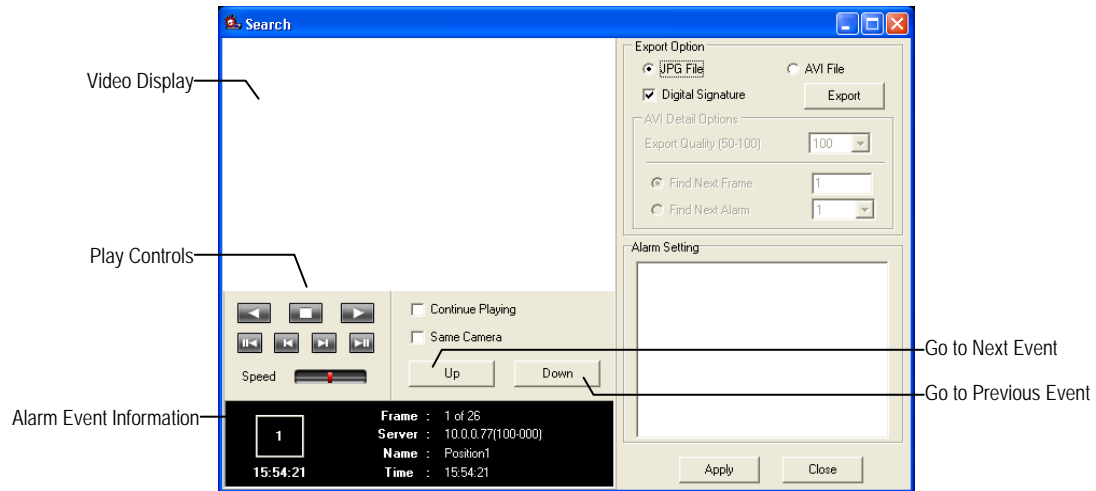 Search
Video Display
Play Controls
Alarm Event Information
Export Option
JPG File
AVI File
Digital Signature
Export
AVI Detail Options
Export Quality (50-100)
100
Find Next Frame
1
Find Next Alarm
1
Alarm Setting
Continue Playing
Same Camera
Speed
Up
Down
Go to Next Event
Go to Previous Event
1
15:54:21
Frame : 1 of 26
Server : 10.0.0.77(100-000)
Name : Position1
Time : 15:54:21
Apply
Close